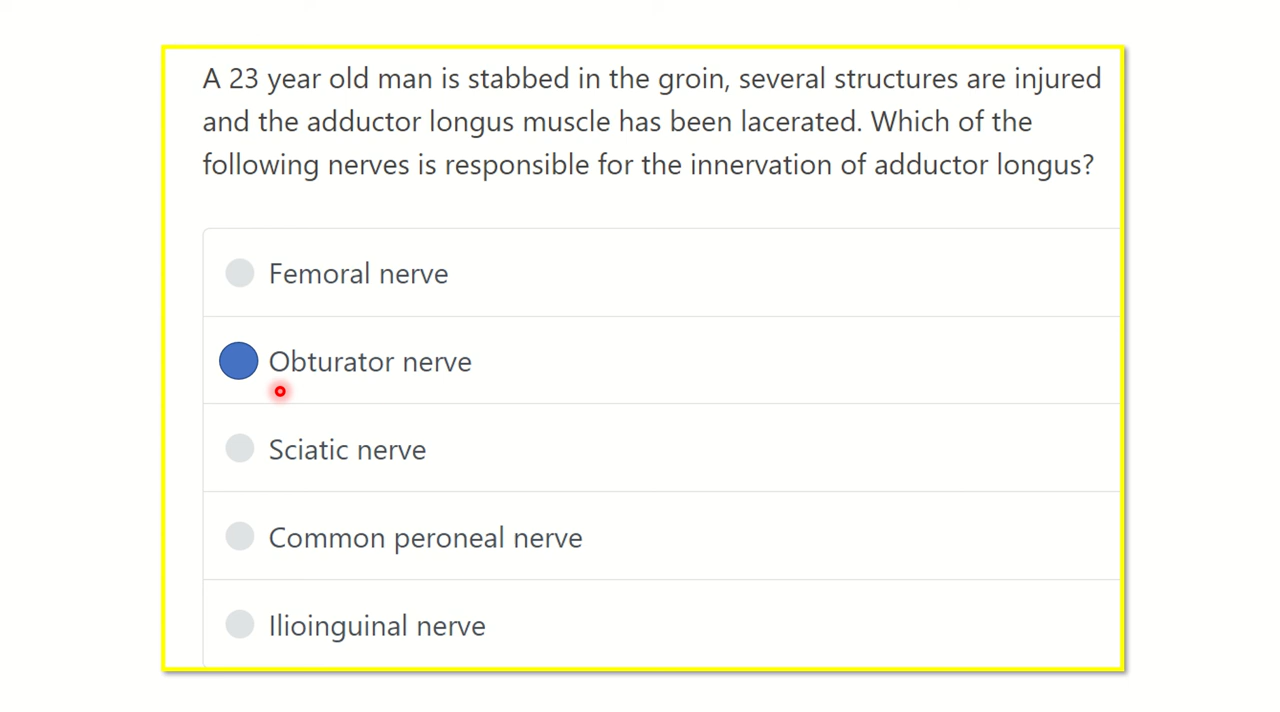 A 23 year old man is stabbed in the groin, several structures are injured
and the adductor longus muscle has been lacerated. Which of the
following nerves is responsible for the innervation of adductor longus?
Femoral nerve
Obturator nerve
Sciatic nerve
Common peroneal nerve
Ilioinguinal nerve